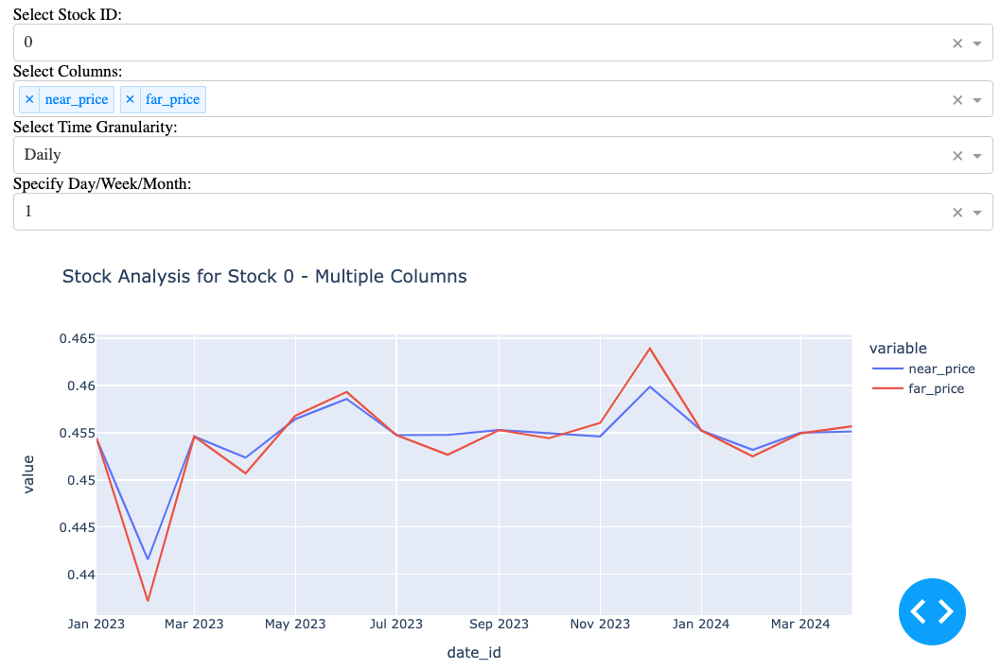 Select Stock ID:
0
Select Columns:
× near_price × far_price
Select Time Granularity:
Daily
Specify Day/Week/Month:
1
Stock Analysis for Stock 0 - Multiple Columns
0.465
0.46
0.455
0.45
0.445
0.44
value
Jan 2023 Mar 2023 May 2023 Jul 2023 Sep 2023 Nov 2023 Jan 2024 Mar 2024
date_id
variable
near_price
far_price